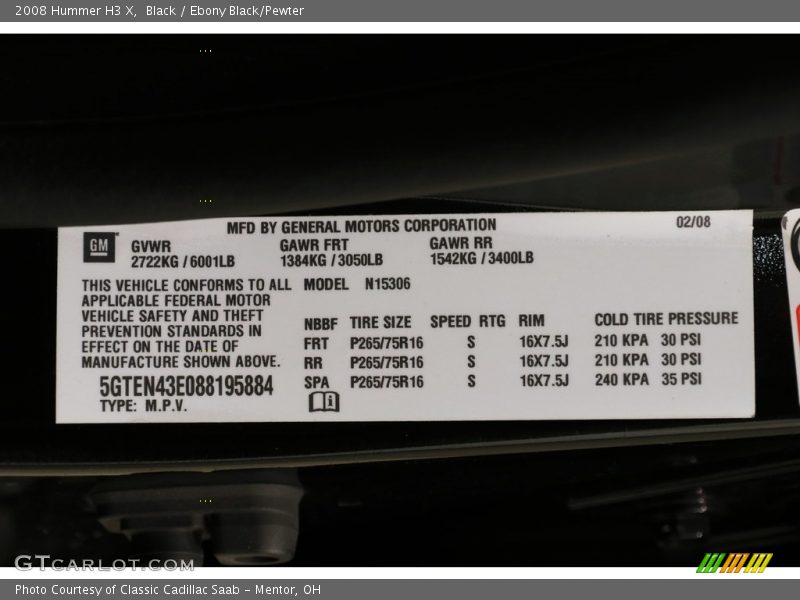 2008 Hummer H3 X, Black / Ebony Black/Pewter
MFD BY GENERAL MOTORS CORPORATION 02/08
GM GVWR GAWR FRT GAWR RR
2722KG / 6001LB 1384KG / 3050LB 1542KG / 3400LB
THIS VEHICLE CONFORMS TO ALL MODEL N15306
APPLICABLE FEDERAL MOTOR
VEHICLE SAFETY AND THEFT
PREVENTION STANDARDS IN
EFFECT ON THE DATE OF
MANUFACTURE SHOWN ABOVE.
5GTEN43E088195884
TYPE: M.P.V.
NBBF TIRE SIZE SPEED RTG RIM COLD TIRE PRESSURE
FRT P265/75R16 S 16X7.5J 210 KPA 30 PSI
RR P265/75R16 S 16X7.5J 210 KPA 30 PSI
SPA P265/75R16 S 16X7.5J 240 KPA 35 PSI
GTCARLOT.COM
Photo Courtesy of Classic Cadillac Saab - Mentor, OH